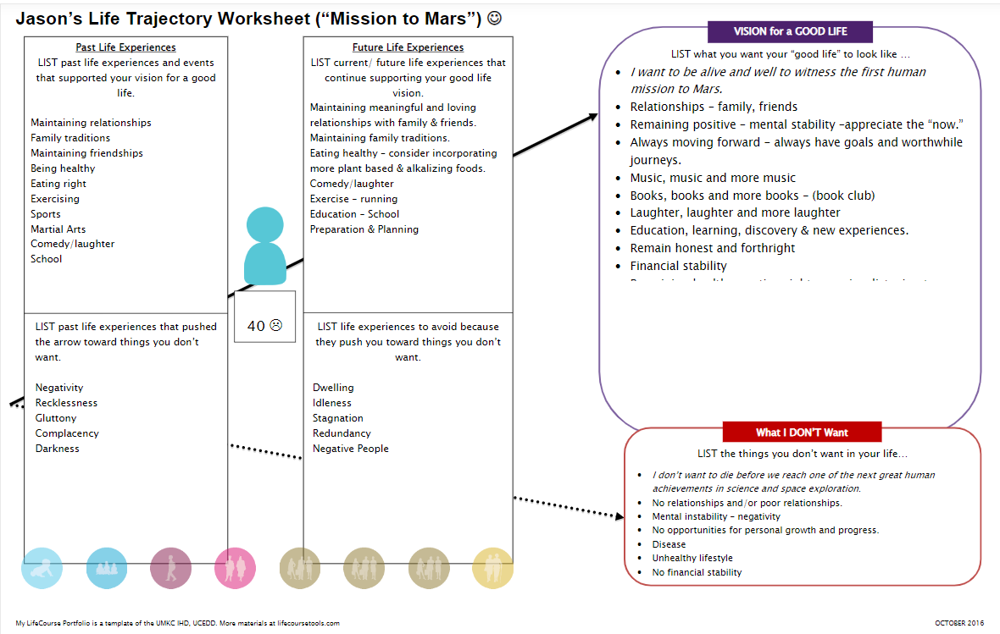 Jason’s Life Trajectory Worksheet (“Mission to Mars”) ☺
Past Life Experiences
LIST past life experiences and events
that supported your vision for a good
life.
Maintaining relationships
Family traditions
Maintaining friendships
Being healthy
Eating right
Exercising
Sports
Martial Arts
Comedy/laughter
School
LIST past life experiences that pushed
the arrow toward things you don’t
want.
Negativity
Recklessness
Gluttony
Complacency
Darkness
40 ☹
Future Life Experiences
LIST current/ future life experiences that
continue supporting your good life
vision.
Maintaining meaningful and loving
relationships with family & friends.
Maintaining family traditions.
Eating healthy – consider incorporating
more plant based & alkalizing foods.
Comedy/laughter
Exercise – running
Education – School
Preparation & Planning
LIST life experiences to avoid because
they push you toward things you don’t
want.
Dwelling
Idleness
Stagnation
Redundancy
Negative People
VISION for a GOOD LIFE
LIST what you want your “good life” to look like …
• I want to be alive and well to witness the first human
mission to Mars.
• Relationships – family, friends
• Remaining positive – mental stability –appreciate the “now.”
• Always moving forward – always have goals and worthwhile
journeys.
• Music, music and more music
• Books, books and more books – (book club)
• Laughter, laughter and more laughter
• Education, learning, discovery & new experiences.
• Remain honest and forthright
• Financial stability
What I DON’T Want
LIST the things you don’t want in your life…
• I don’t want to die before we reach one of the next great human
achievements in science and space exploration.
• No relationships and/or poor relationships.
• Mental instability – negativity
• No opportunities for personal growth and progress.
• Disease
• Unhealthy lifestyle
• No financial stability
My LifeCourse Portfolio is a template of the UMKC IHD, UCEDD. More materials at lifecoursetools.com
OCTOBER 2016